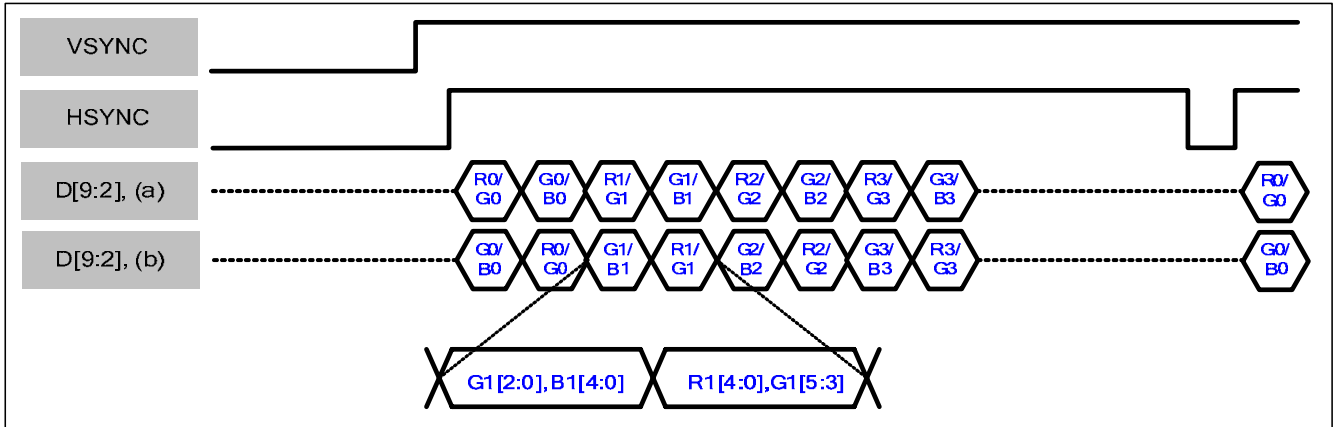 VSYNC
HSYNC
D[9:2], (a)
R0/ G0/ R1/ G1/ R2/ G2/ R3/ G3/ R0/
G0 B0 G1 B1 G2 B2 G3 B3 G0
D[9:2], (b)
G0/ R0/ G1/ R1/ G2/ R2/ G3/ R3/ G0/
B0 G0 B1 G1 B2 G2 B3 G3 B0
G1[2:0],B1[4:0] R1[4:0],G1[5:3]